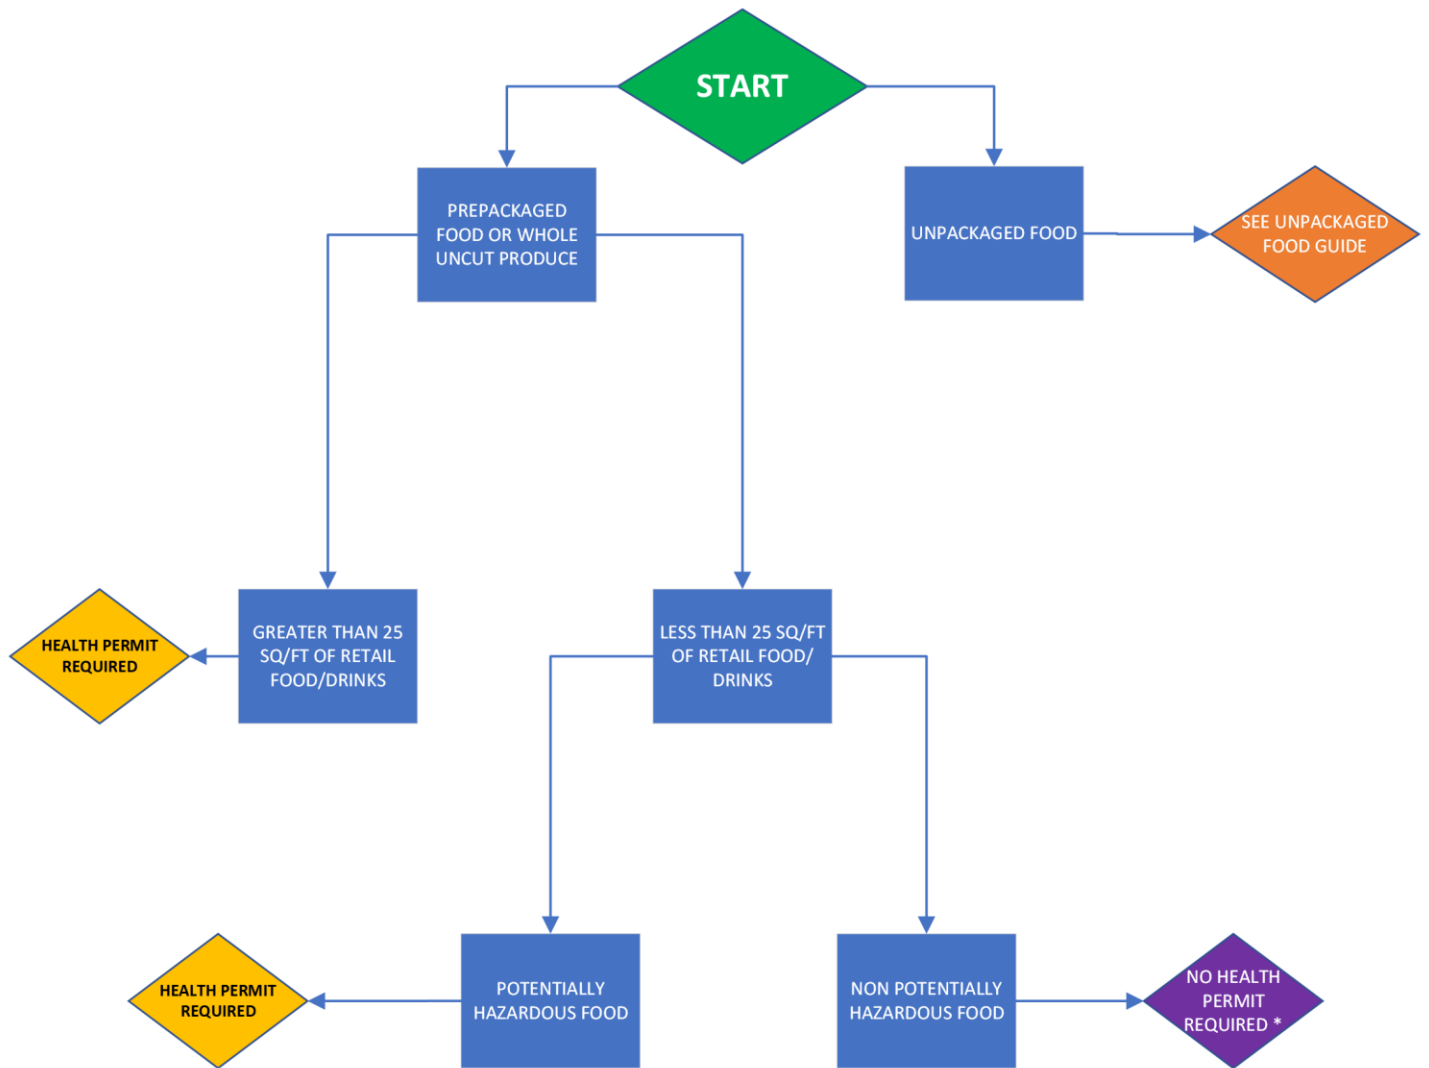 START
PREPACKAGED
FOOD OR WHOLE
UNCUT PRODUCE
UNPACKAGED FOOD
SEE UNPACKAGED
FOOD GUIDE
HEALTH PERMIT
REQUIRED
GREATER THAN 25
SQ/FT OF RETAIL
FOOD/DRINKS
LESS THAN 25 SQ/FT
OF RETAIL FOOD/
DRINKS
HEALTH PERMIT
REQUIRED
POTENTIALLY
HAZARDOUS FOOD
NON POTENTIALLY
HAZARDOUS FOOD
NO HEALTH
PERMIT
REQUIRED *